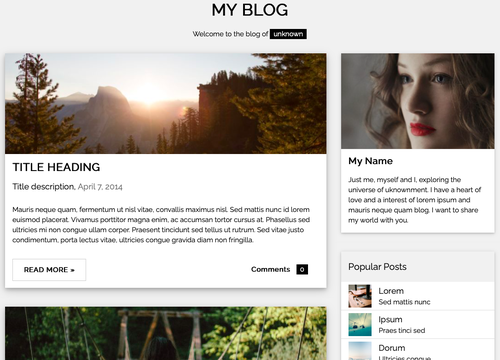 MY BLOG
Welcome to the blog of unknown
TITLE HEADING
Title description, April 7, 2014
Mauris neque quam, fermentum ut nisl vitae, convallis maximus nisl. Sed mattis nunc id lorem
euismod placerat. Vivamus porttitor magna enim, ac accumsan tortor cursus at. Phasellus sed
ultricies mi non congue ullam corper. Praesent tincidunt sed tellus ut rutrum. Sed vitae justo
condimentum, porta lectus vitae, ultricies congue gravida diam non fringilla.
READ MORE »
Comments 0
My Name
Just me, myself and I, exploring the
universe of uknownment. I have a heart of
love and a interest of lorem ipsum and
mauris neque quam blog. I want to share
my world with you.
Popular Posts
Lorem
Sed mattis nunc
Ipsum
Praes tinci sed
Dorum
Ultricies congue